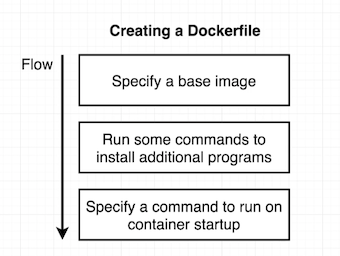 Creating a Dockerfile
Flow
Specify a base image
Run some commands to
install additional programs
Specify a command to run on
container startup